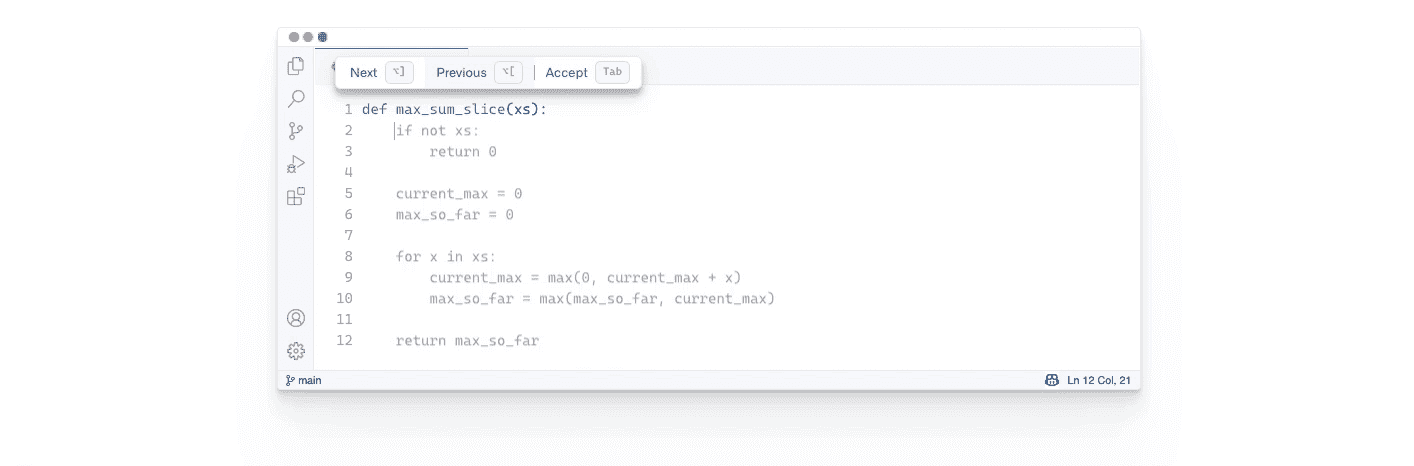 Next ⌥] Previous ⌥[ | Accept Tab
1 def max_sum_slice(xs):
2     if not xs:
3         return 0
4
5     current_max = 0
6     max_so_far = 0
7
8     for x in xs:
9         current_max = max(0, current_max + x)
10         max_so_far = max(max_so_far, current_max)
11
12     return max_so_far
main Ln 12 Col, 21